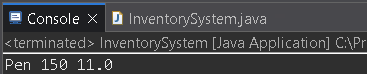 Console InventorySystem.java
<terminated> InventorySystem [Java Application] C:\Pr
Pen 150 11.0